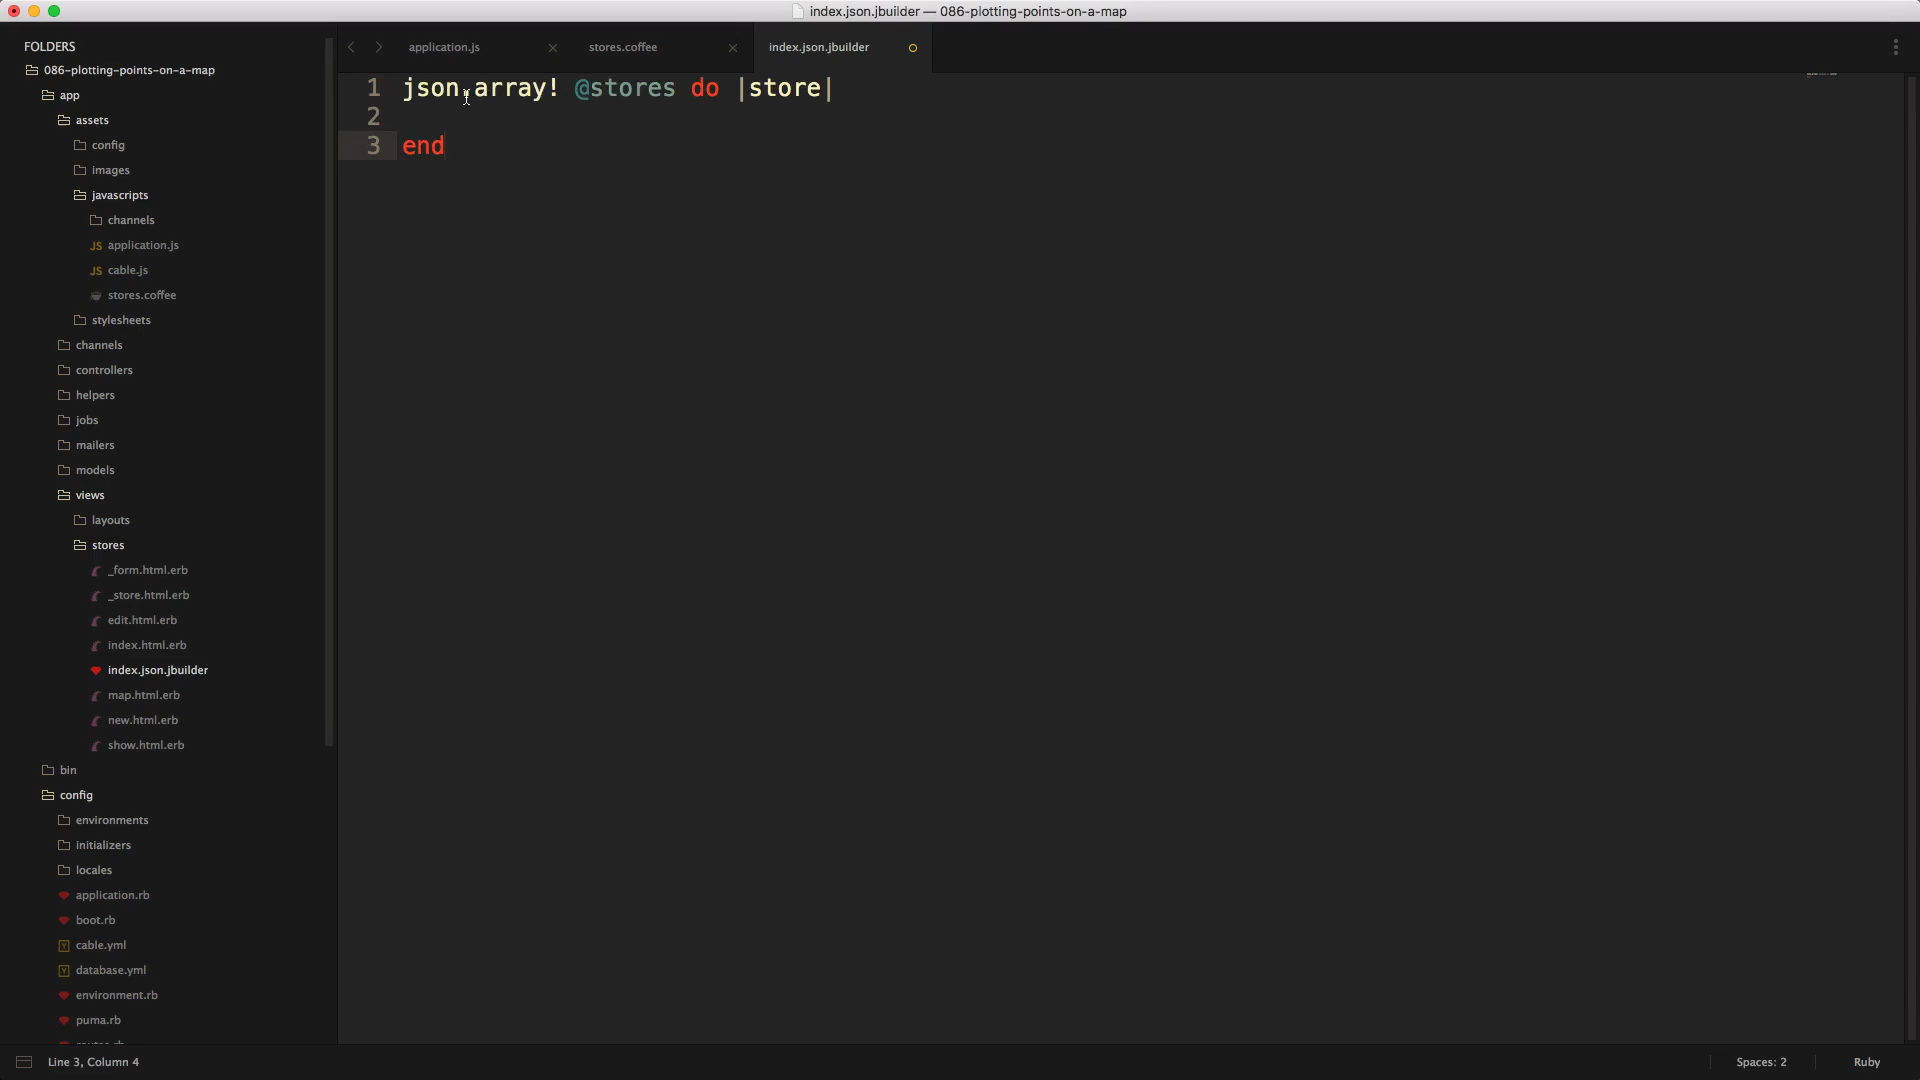 index.json.jbuilder — 086-plotting-points-on-a-map
FOLDERS
086-plotting-points-on-a-map
app
assets
config
images
javascripts
channels
JS application.js
JS cable.js
stores.coffee
stylesheets
channels
controllers
helpers
jobs
mailers
models
views
layouts
stores
_form.html.erb
_store.html.erb
edit.html.erb
index.html.erb
index.json.jbuilder
map.html.erb
new.html.erb
show.html.erb
bin
config
environments
initializers
locales
application.rb
boot.rb
Y cable.yml
Y database.yml
environment.rb
puma.rb
application.js
stores.coffee
index.json.jbuilder
1 json.array! @stores do |store|
2
3 end
Line 3, Column 4
Spaces: 2
Ruby